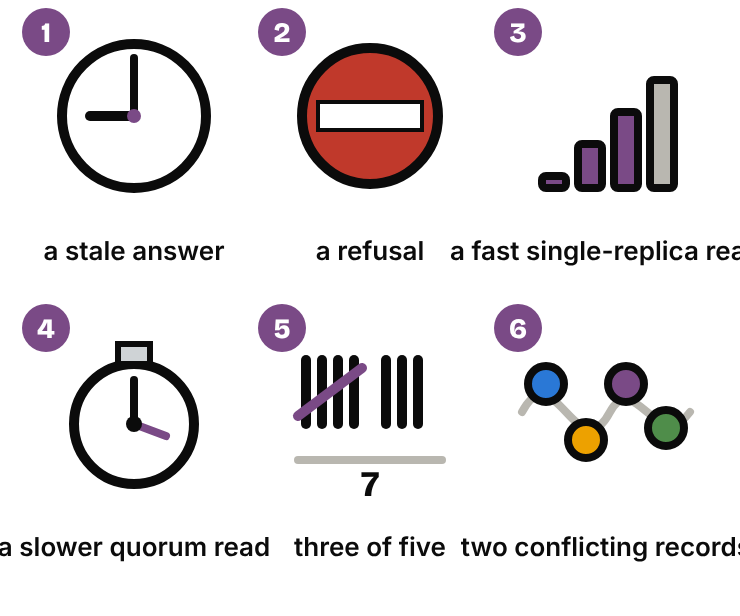 1
2
3
a stale answer
a refusal
a fast single-replica rea
4
5
6
7
a slower quorum read
three of five
two conflicting records